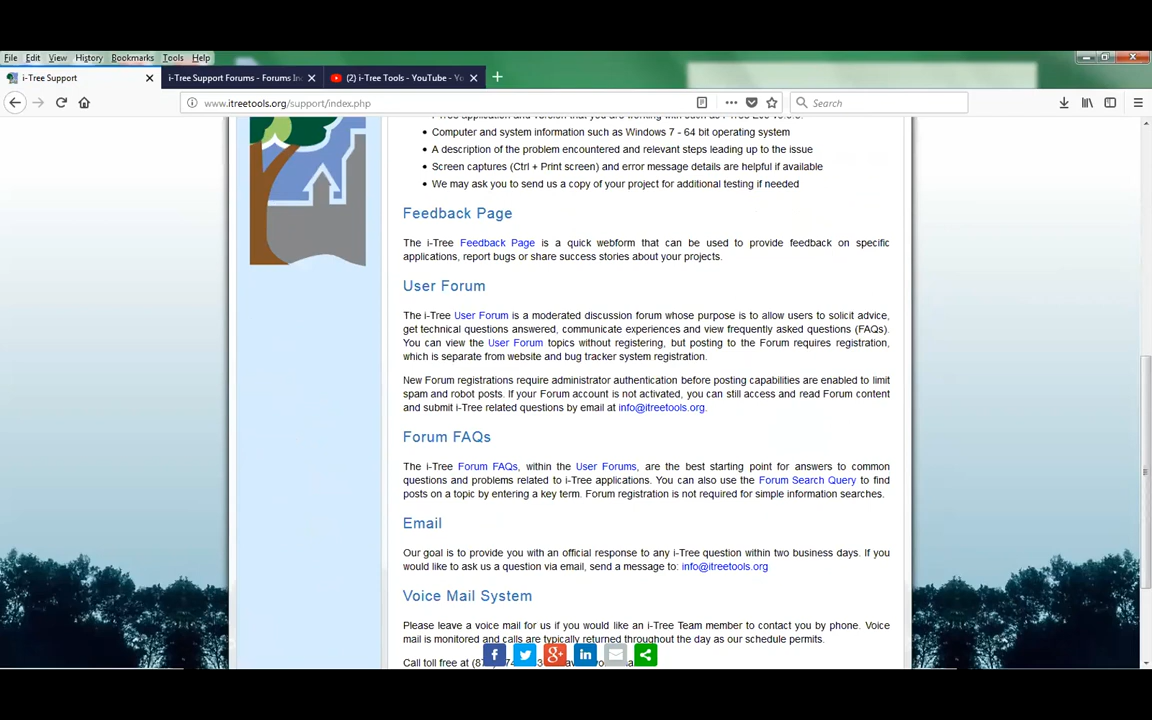 File Edit View History Bookmarks Tools Help
i-Tree Support
i-Tree Support Forums - Forums In
(2) i-Tree Tools - YouTube - Yo
www.itreetools.org/support/index.php
Search
• Computer and system information such as Windows 7 - 64 bit operating system
• A description of the problem encountered and relevant steps leading up to the issue
• Screen captures (Ctrl + Print screen) and error message details are helpful if available
• We may ask you to send us a copy of your project for additional testing if needed
Feedback Page
The i-Tree Feedback Page is a quick webform that can be used to provide feedback on specific
applications, report bugs or share success stories about your projects.
User Forum
The i-Tree User Forum is a moderated discussion forum whose purpose is to allow users to solicit advice,
get technical questions answered, communicate experiences and view frequently asked questions (FAQs).
You can view the User Forum topics without registering, but posting to the Forum requires registration,
which is separate from website and bug tracker system registration.
New Forum registrations require administrator authentication before posting capabilities are enabled to limit
spam and robot posts. If your Forum account is not activated, you can still access and read Forum content
and submit i-Tree related questions by email at info@itreetools.org.
Forum FAQs
The i-Tree Forum FAQs, within the User Forums, are the best starting point for answers to common
questions and problems related to i-Tree applications. You can also use the Forum Search Query to find
posts on a topic by entering a key term. Forum registration is not required for simple information searches.
Email
Our goal is to provide you with an official response to any i-Tree question within two business days. If you
would like to ask us a question via email, send a message to: info@itreetools.org
Voice Mail System
Please leave a voice mail for us if you would like an i-Tree Team member to contact you by phone. Voice
mail is monitored and calls are typically returned throughout the day as our schedule permits.
Call toll free at